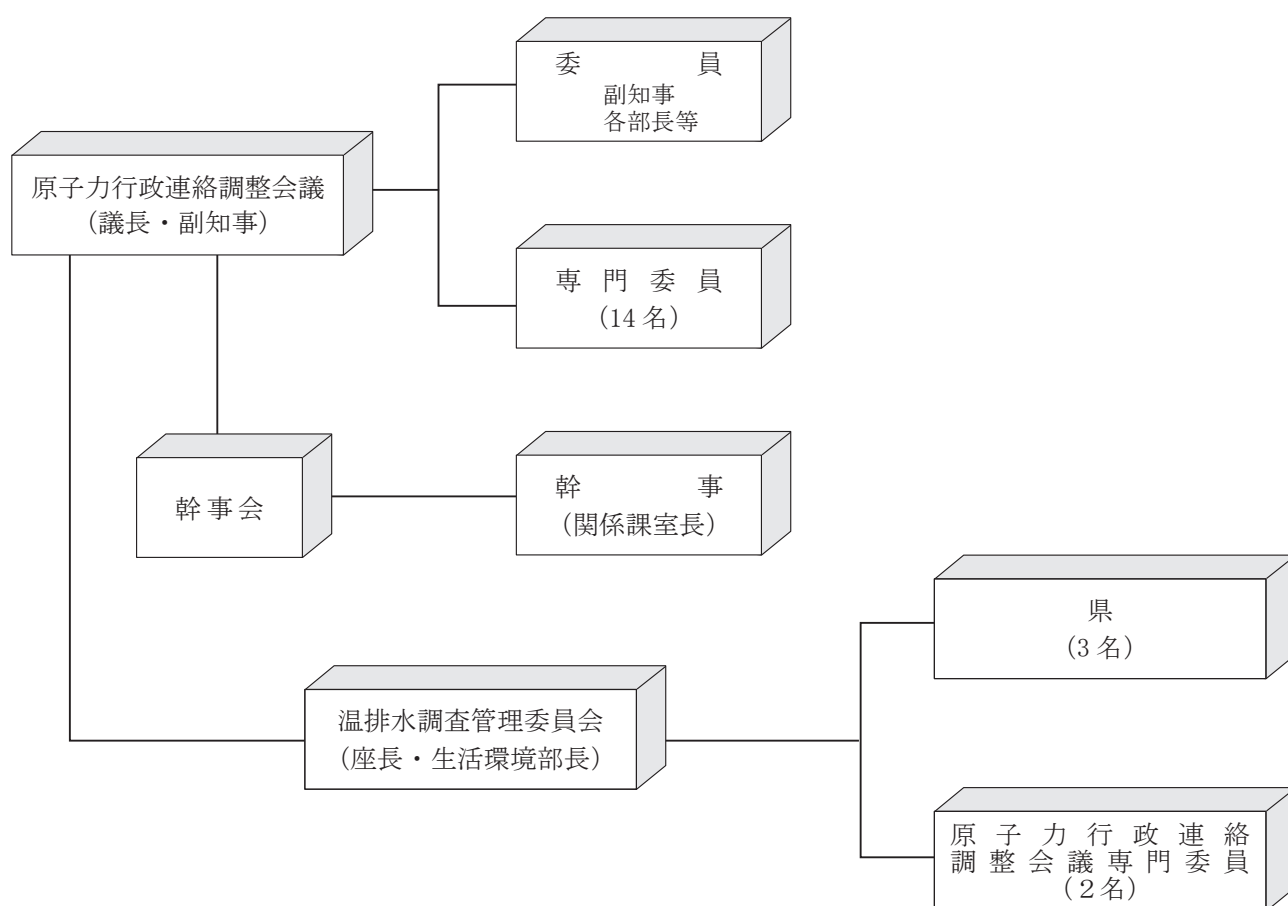 委員
副知事
各部長等
原子力行政連絡調整会議
(議長・副知事)
専門委員
(14名)
幹事会
幹事
(関係課室長)
県
(3名)
温排水調査管理委員会
(座長・生活環境部長)
原子力行政連絡
調整会議専門委員
(2名)